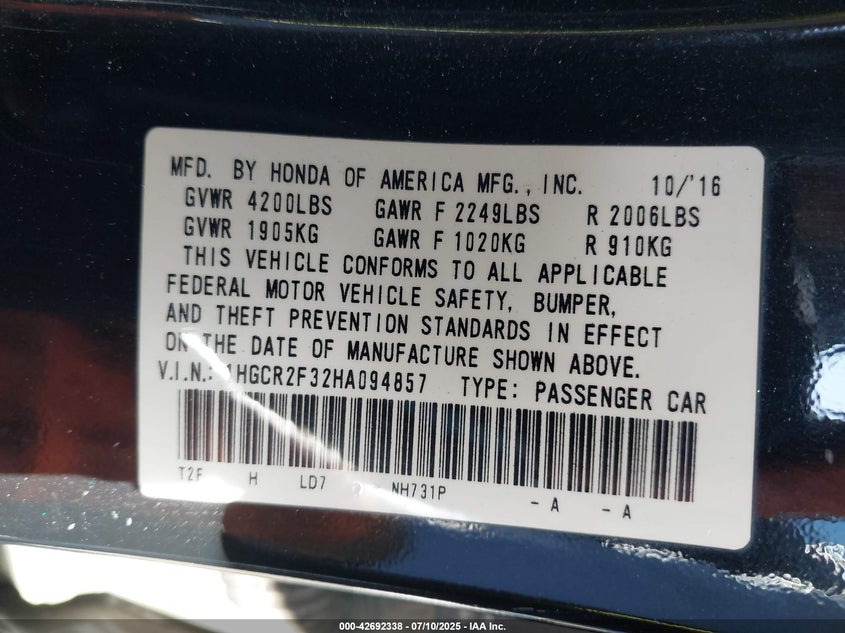 MFD. BY HONDA OF AMERICA MFG., INC. 10/'16
GVWR 4200LBS GAWR F 2249LBS R 2006LBS
GVWR 1905KG GAWR F 1020KG R 910KG
THIS VEHICLE CONFORMS TO ALL APPLICABLE
FEDERAL MOTOR VEHICLE SAFETY, BUMPER,
AND THEFT PREVENTION STANDARDS IN EFFECT
ON THE DATE OF MANUFACTURE SHOWN ABOVE.
V.I.N.: 1HGCR2F32HA094857 TYPE: PASSENGER CAR
T2F H LD7 NH731P - A - A
000-42692338 - 07/10/2025 - IAA Inc.